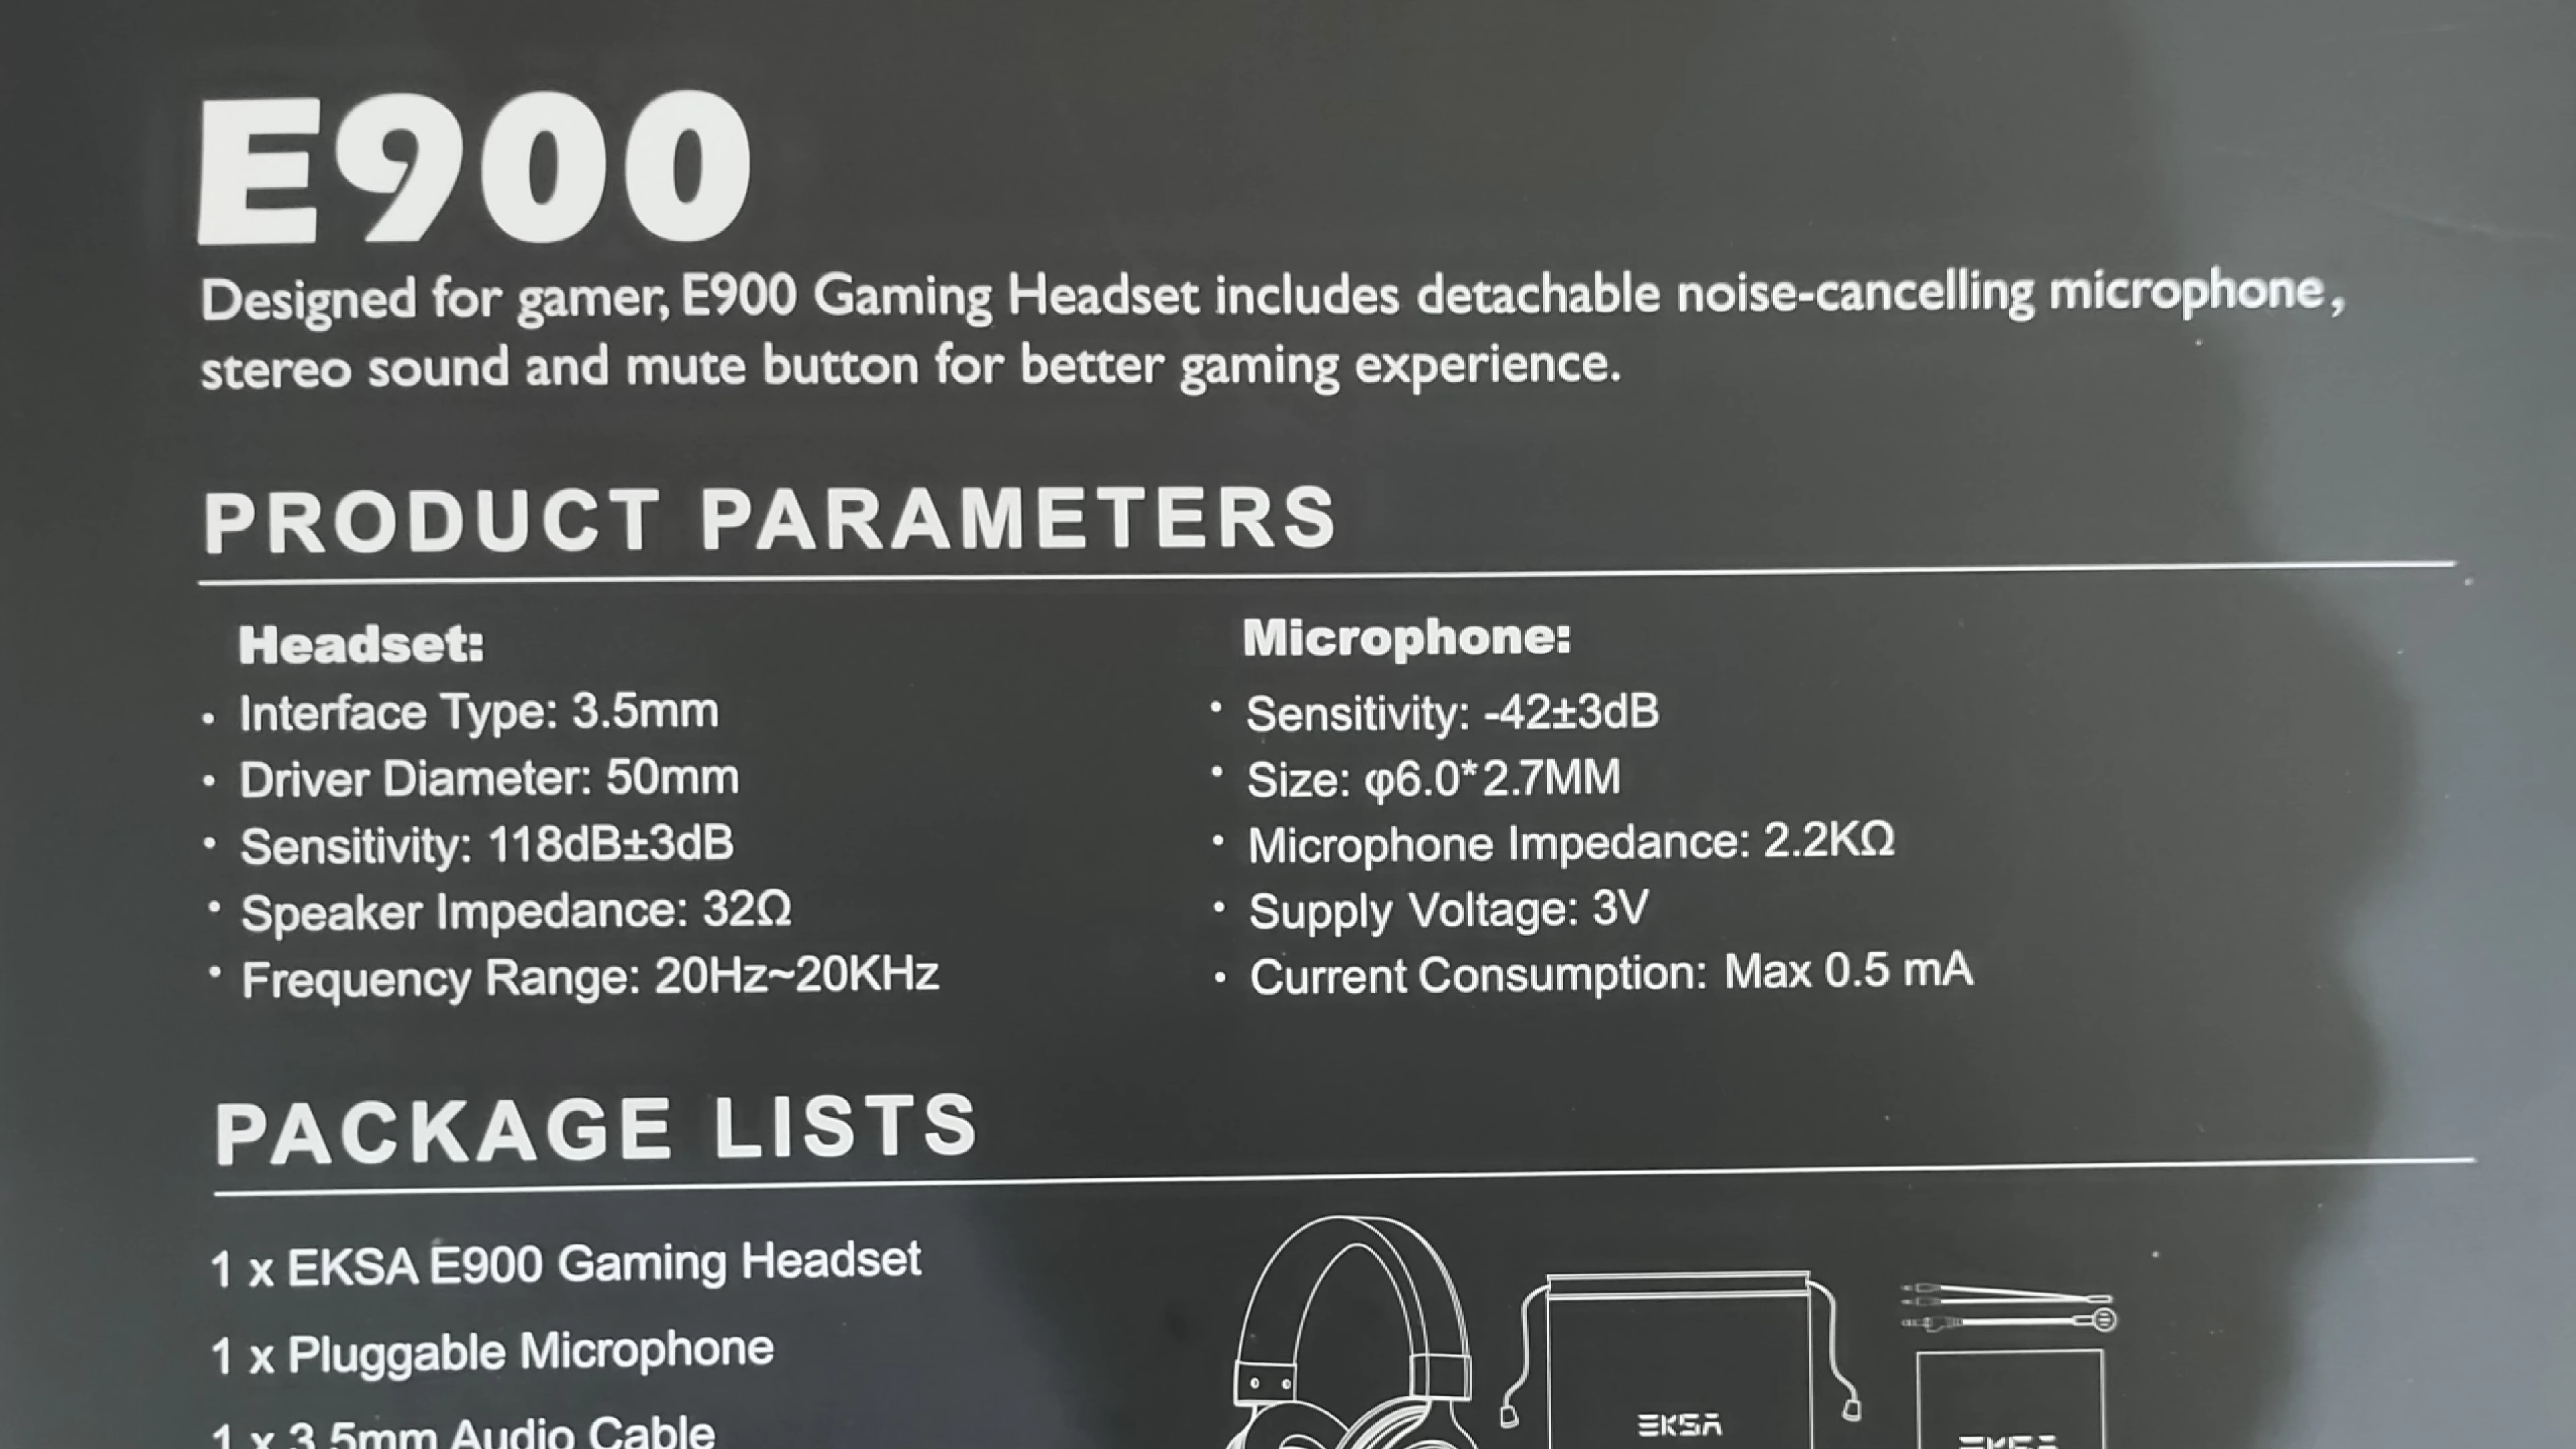 E900
Designed for gamer, E900 Gaming Headset includes detachable noise-cancelling microphone,
stereo sound and mute button for better gaming experience.
PRODUCT PARAMETERS
Headset:
• Interface Type: 3.5mm
• Driver Diameter: 50mm
• Sensitivity: 118dB±3dB
• Speaker Impedance: 32Ω
• Frequency Range: 20Hz~20KHz
Microphone:
• Sensitivity: -42±3dB
• Size: φ6.0*2.7MM
• Microphone Impedance: 2.2KΩ
• Supply Voltage: 3V
• Current Consumption: Max 0.5 mA
PACKAGE LISTS
1 x EKSA E900 Gaming Headset
1 x Pluggable Microphone
1 x 3.5mm Audio Cable
EKSA
EKSA